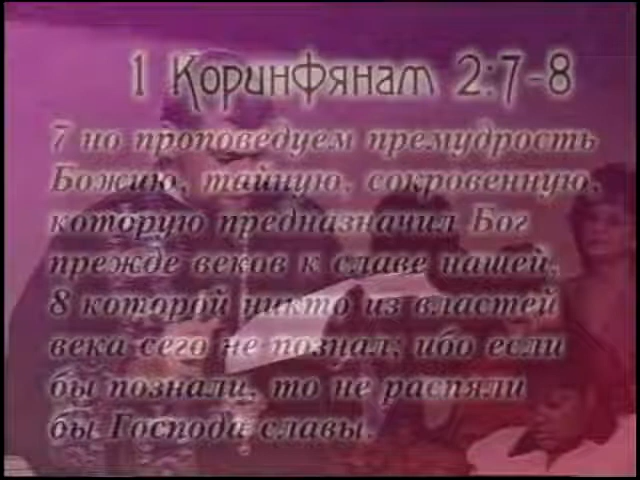 1 Коринфянам 2:7-8
7 но проповедуем премудрость
Божию, тайную, сокровенную,
которую предназначил Бог
прежде веков к славе нашей,
8 которой никто из властей
века сего не познал; ибо если
бы познали, то не распяли
бы Господа славы.